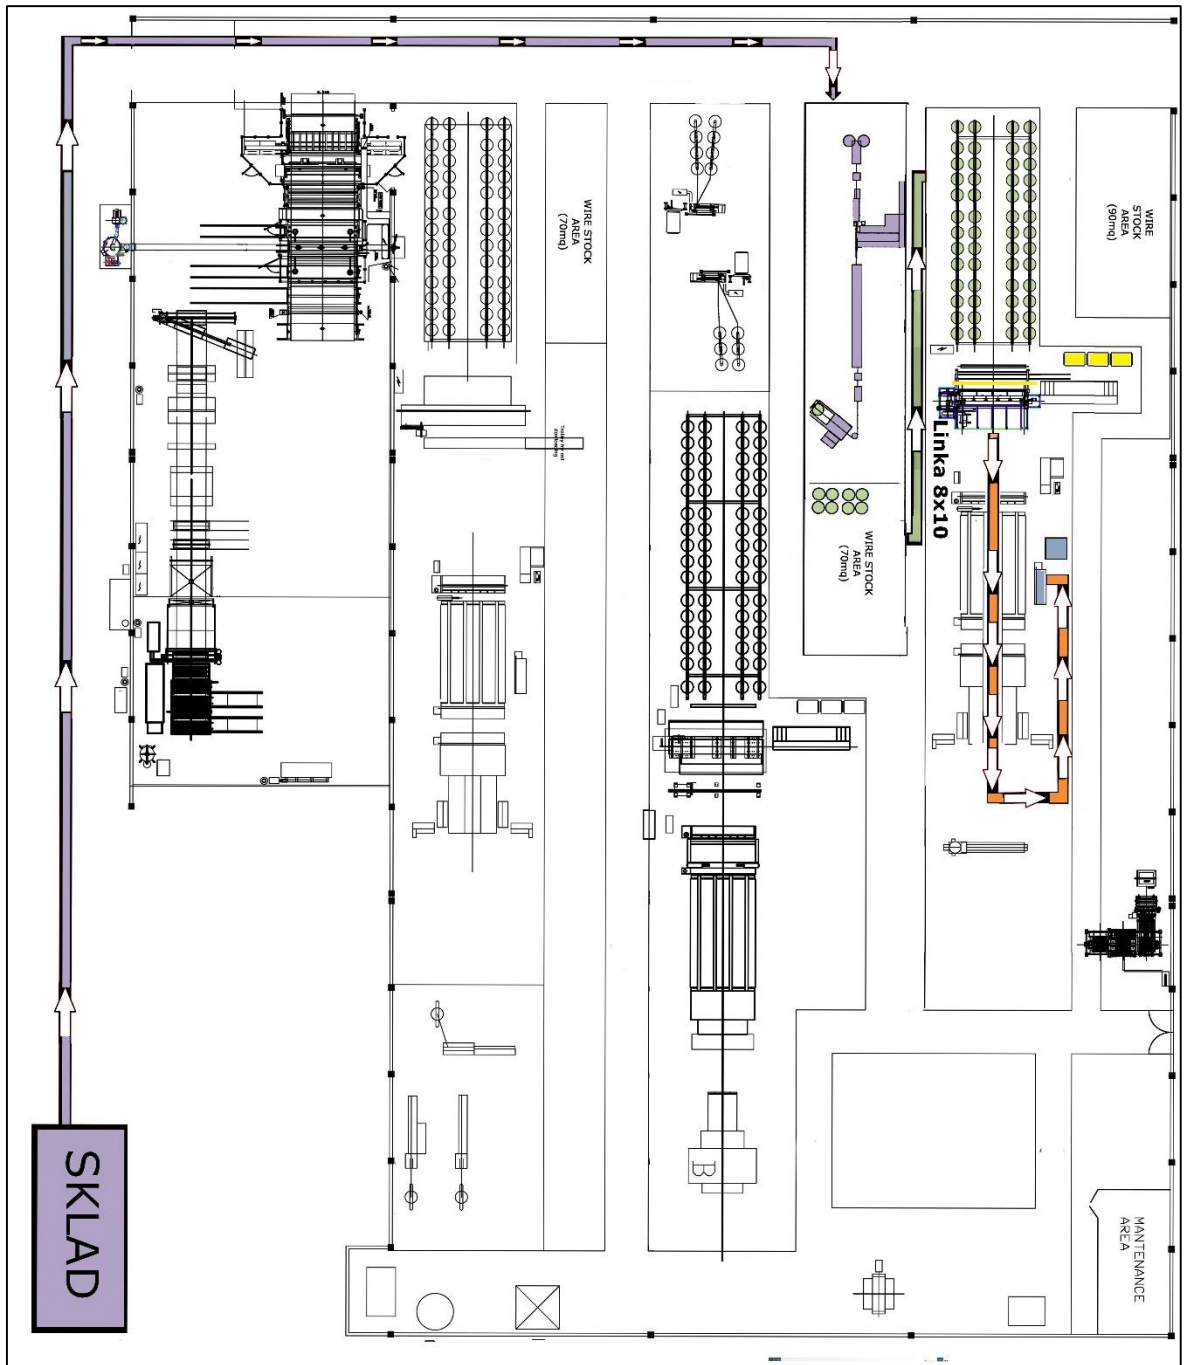 WIRE STOCK
AREA
(70mq)
WIRE
STOCK
AREA
(90mq)
Linka 8x10
WIRE STOCK
AREA
(70mq)
SKLAD
B
MANTENANCE
AREA